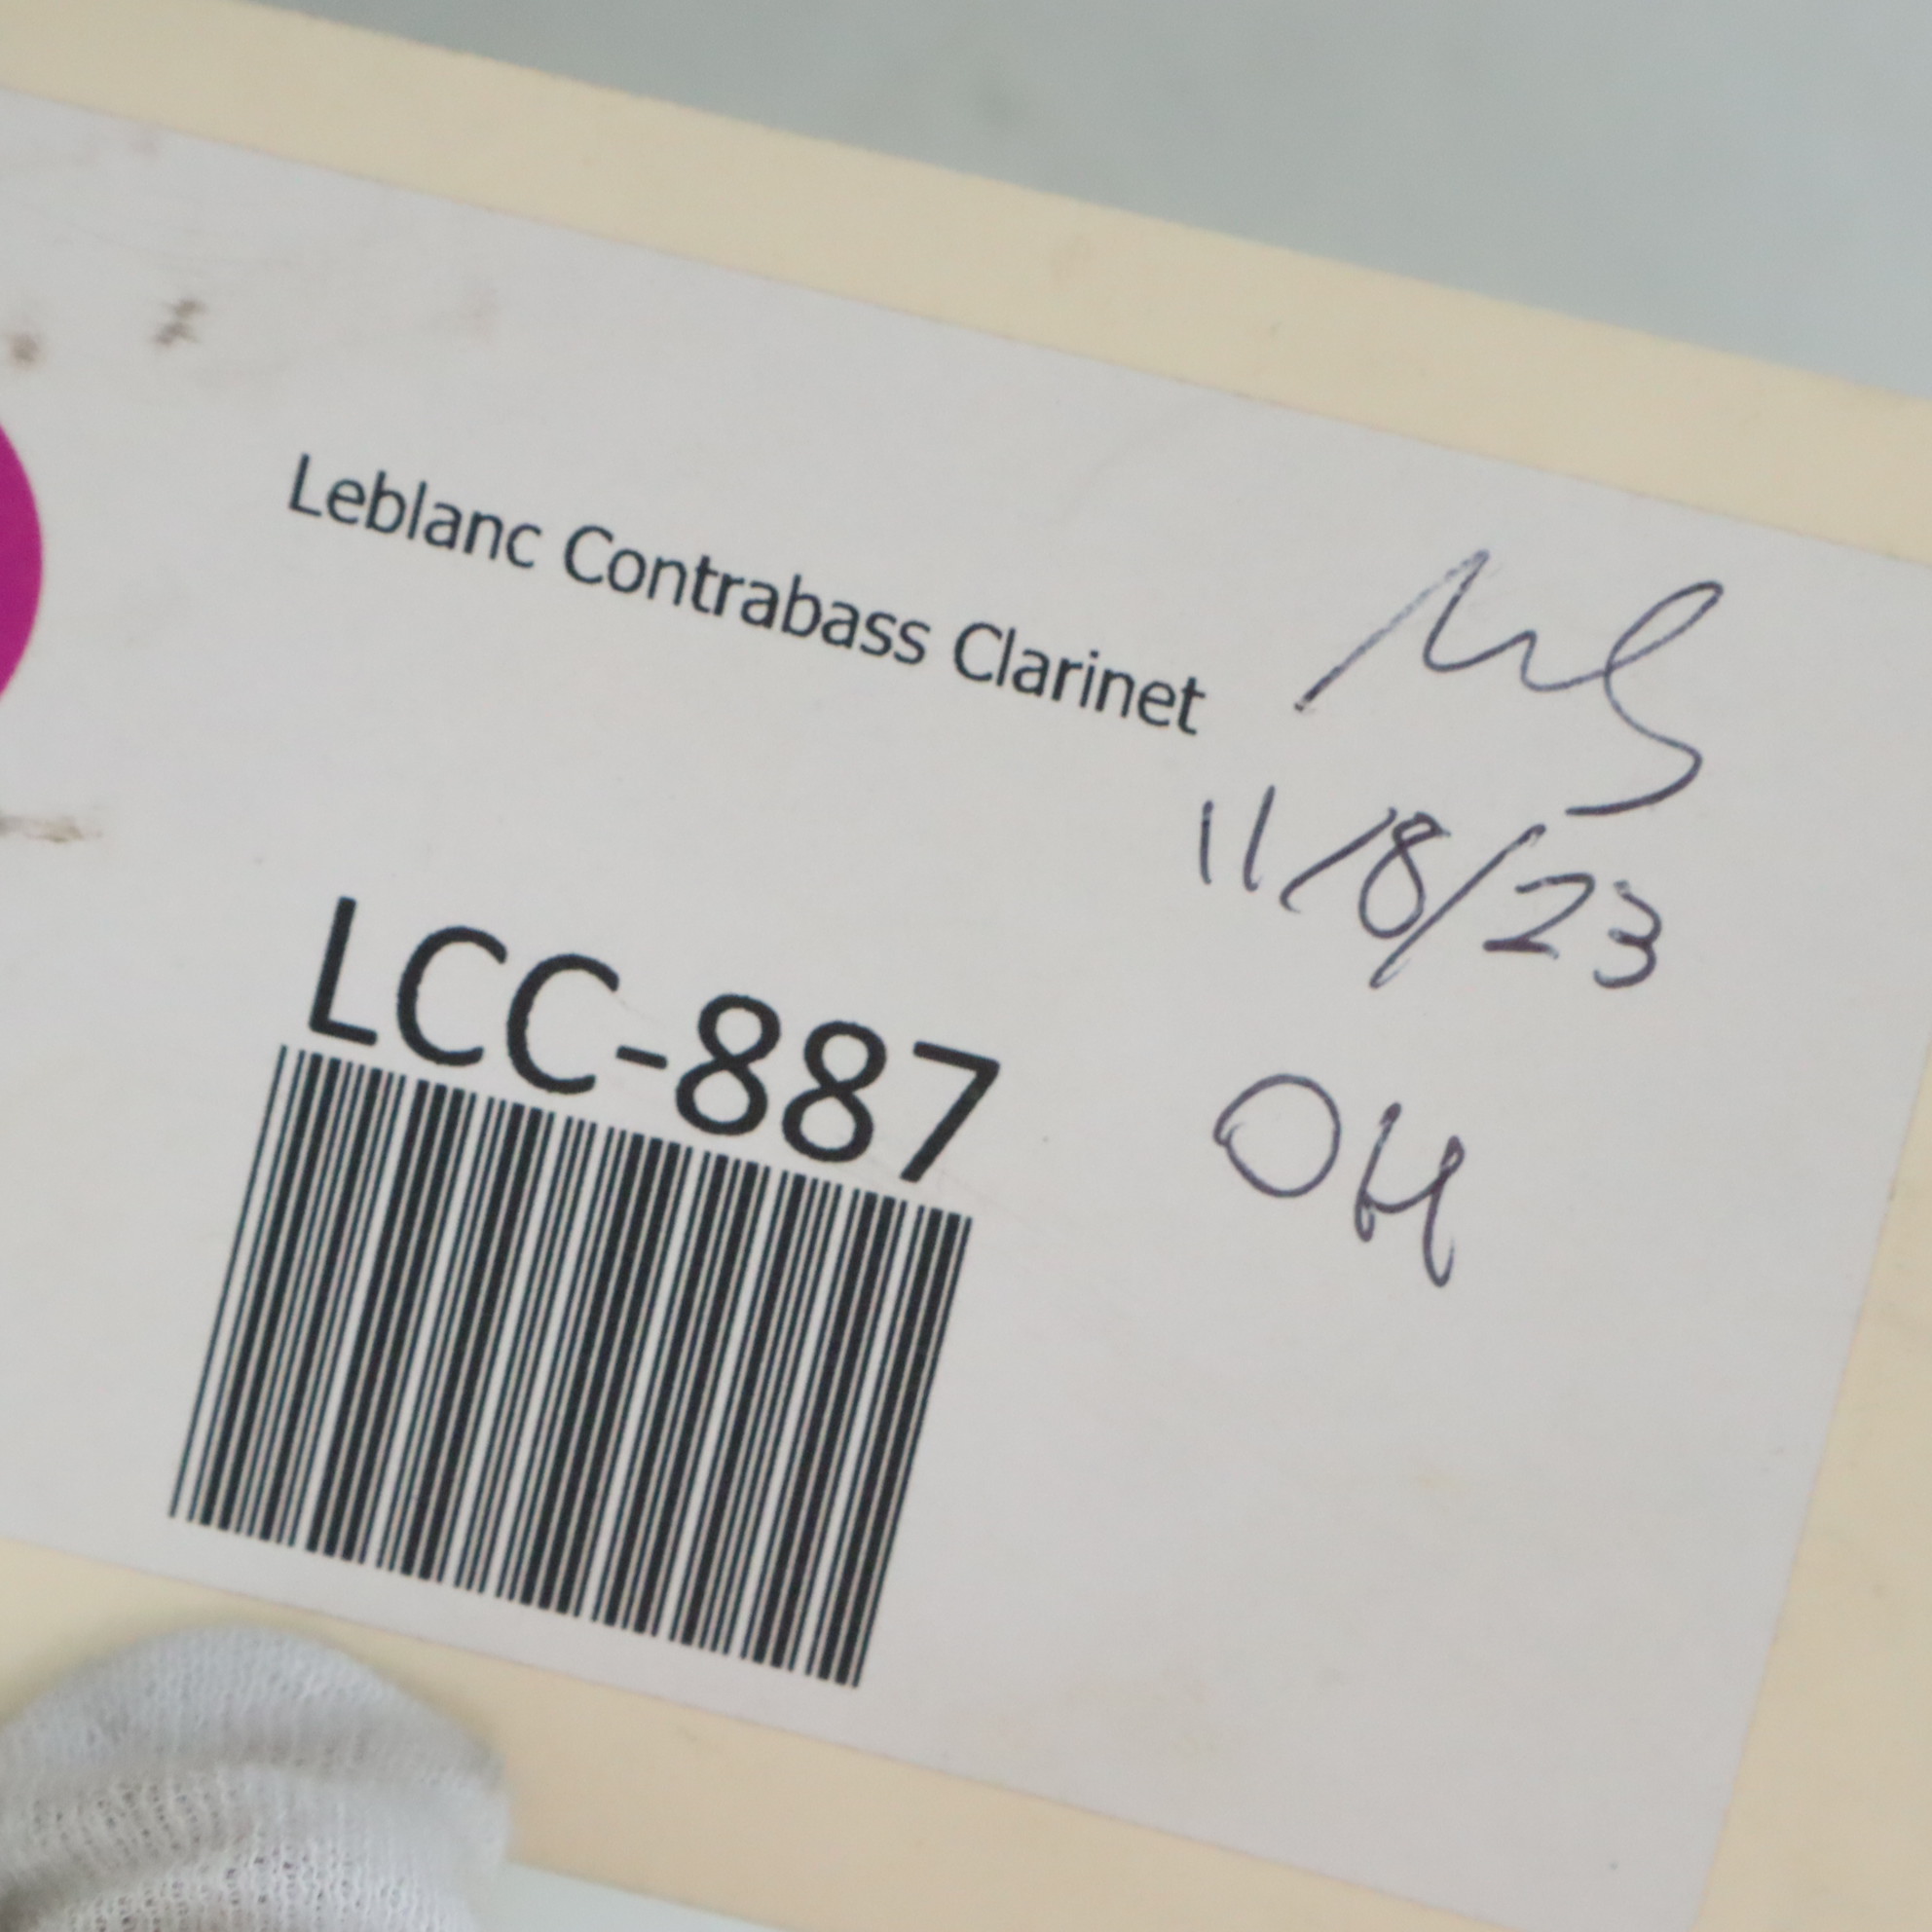 Leblanc Contrabass Clarinet
11/8/23
LCC-887
OH